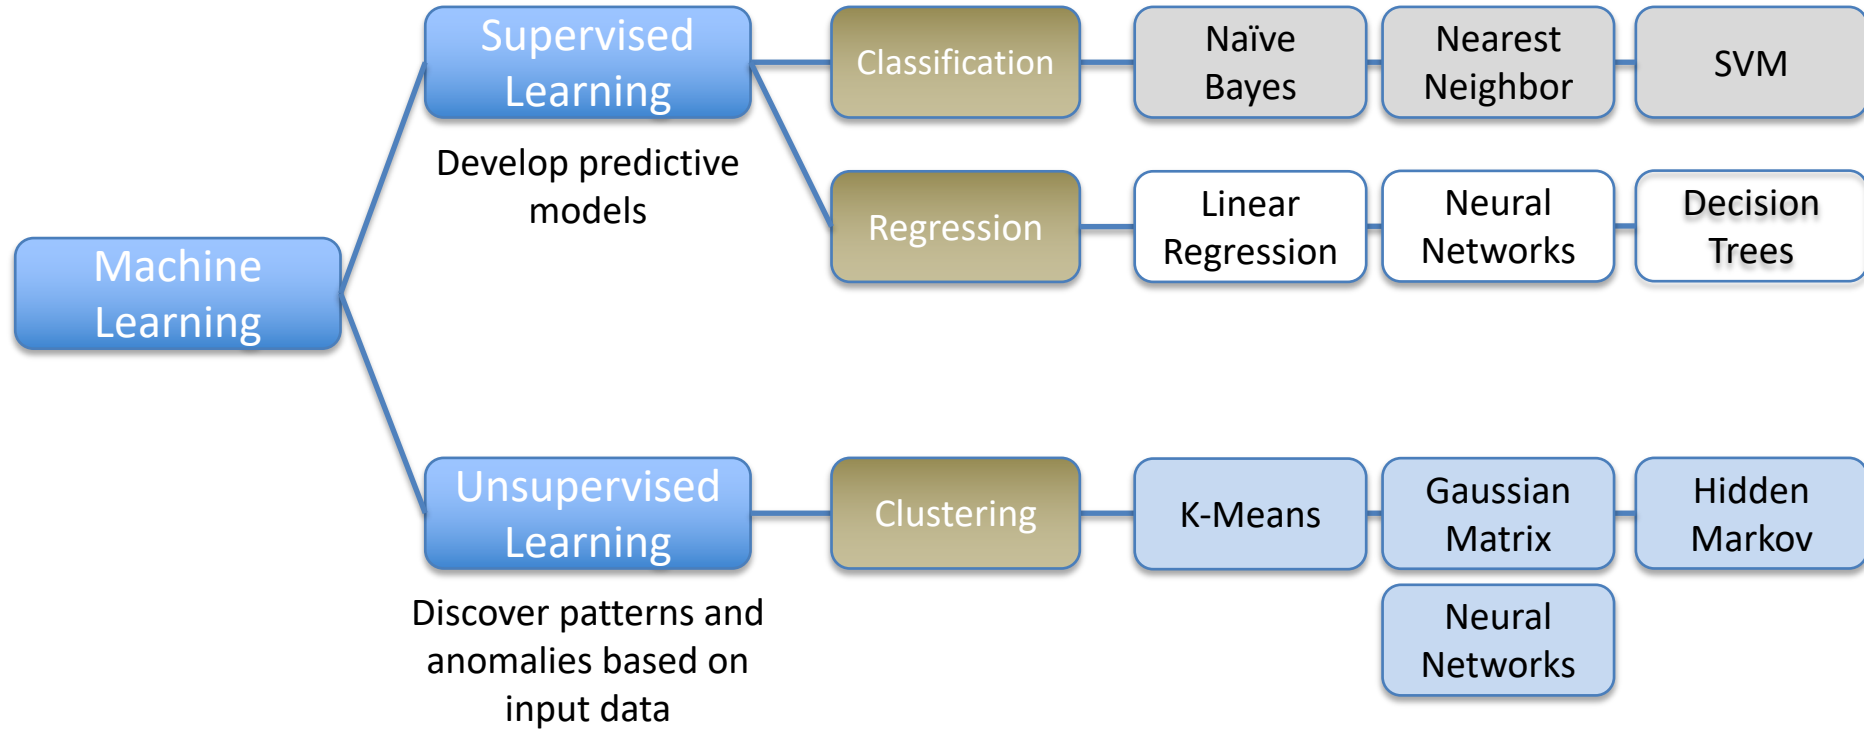 Machine
Learning
Supervised
Learning
Develop predictive
models
Classification
Naïve
Bayes
Nearest
Neighbor
SVM
Regression
Linear
Regression
Neural
Networks
Decision
Trees
Unsupervised
Learning
Discover patterns and
anomalies based on
input data
Clustering
K-Means
Gaussian
Matrix
Hidden
Markov
Neural
Networks